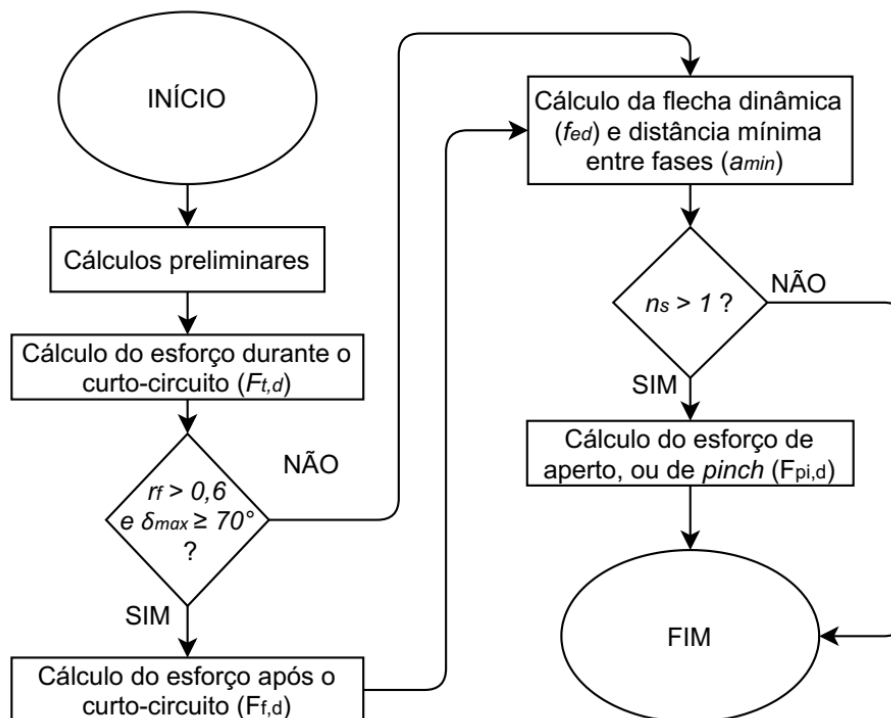 INÍCIO
Cálculos preliminares
Cálculo do esforço durante o
curto-circuito (Ft,d)
rf > 0,6
e δmax ≥ 70°
?
NÃO
SIM
Cálculo do esforço após o
curto-circuito (Ff,d)
Cálculo da flecha dinâmica
(fed) e distância mínima
entre fases (amin)
ns > 1 ?
NÃO
SIM
Cálculo do esforço de
aperto, ou de pinch (Fpi,d)
FIM